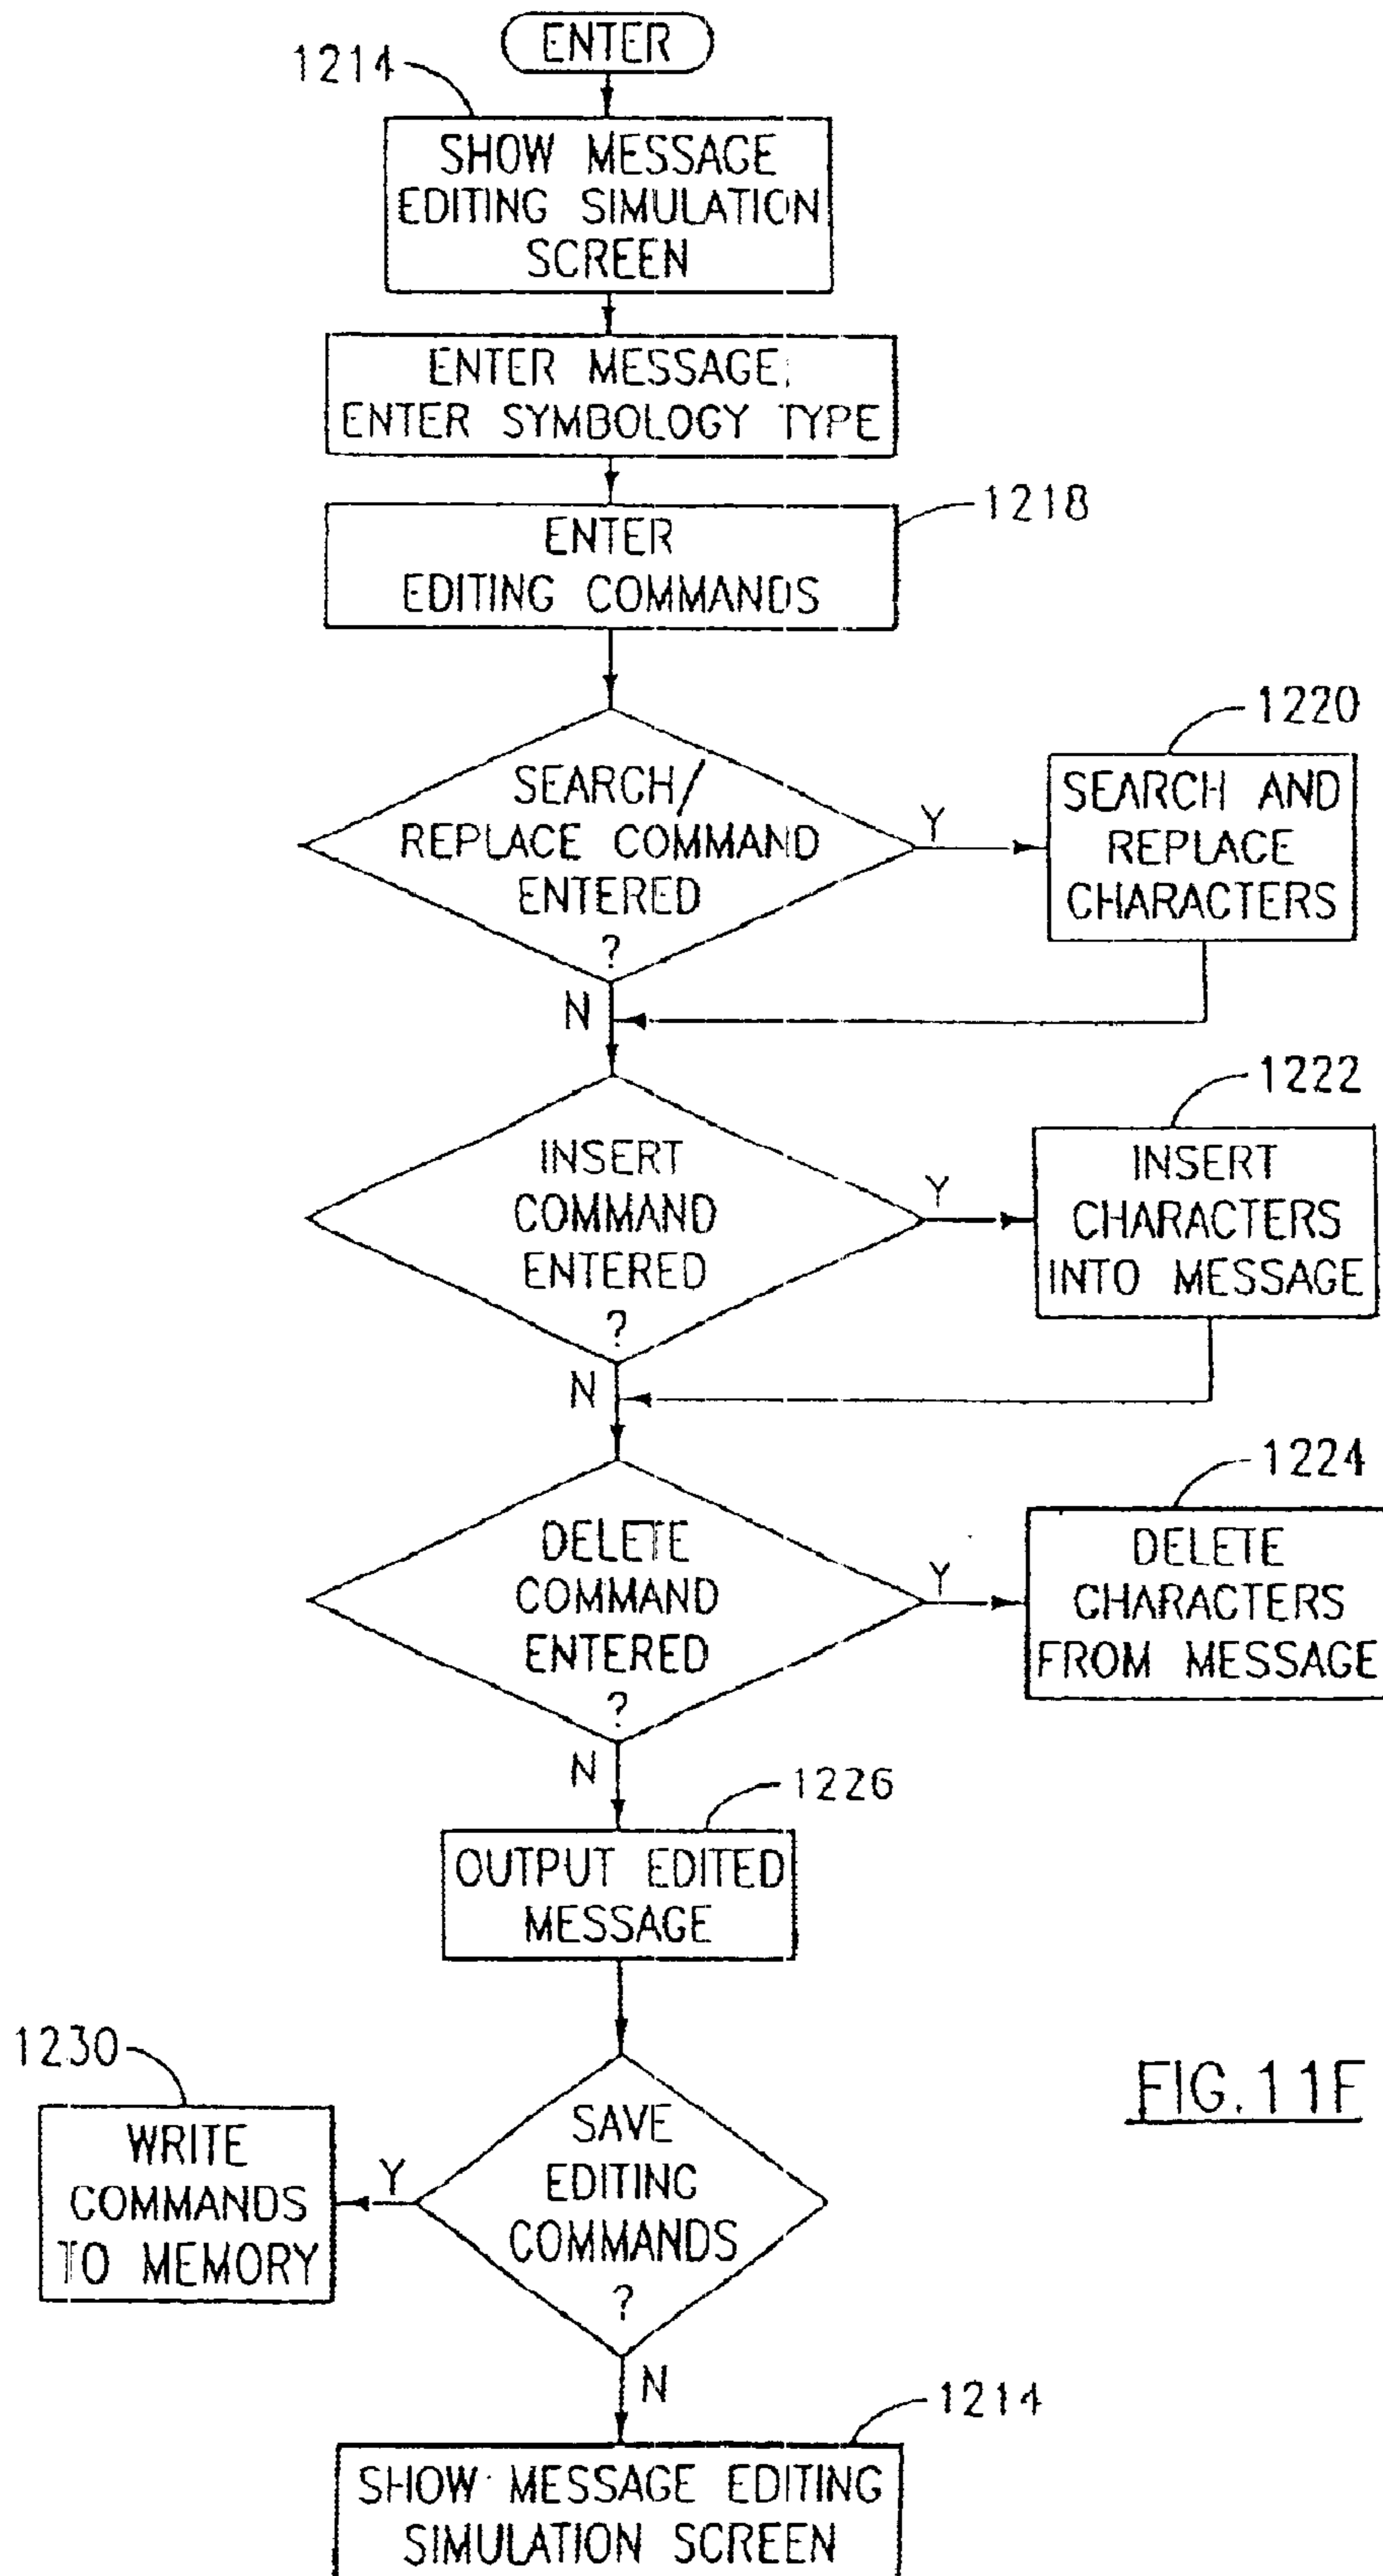 ENTER
1214
SHOW MESSAGE
EDITING SIMULATION
SCREEN
ENTER MESSAGE,
ENTER SYMBOLOGY TYPE
1218
ENTER
EDITING COMMANDS
SEARCH/
REPLACE COMMAND
ENTERED
?
Y
N
1220
SEARCH AND
REPLACE
CHARACTERS
INSERT
COMMAND
ENTERED
?
Y
N
1222
INSERT
CHARACTERS
INTO MESSAGE
DELETE
COMMAND
ENTERED
?
Y
N
1224
DELETE
CHARACTERS
FROM MESSAGE
1226
OUTPUT EDITED
MESSAGE
SAVE
EDITING
COMMANDS
?
Y
N
1230
WRITE
COMMANDS
TO MEMORY
FIG.11F
1214
SHOW MESSAGE EDITING
SIMULATION SCREEN